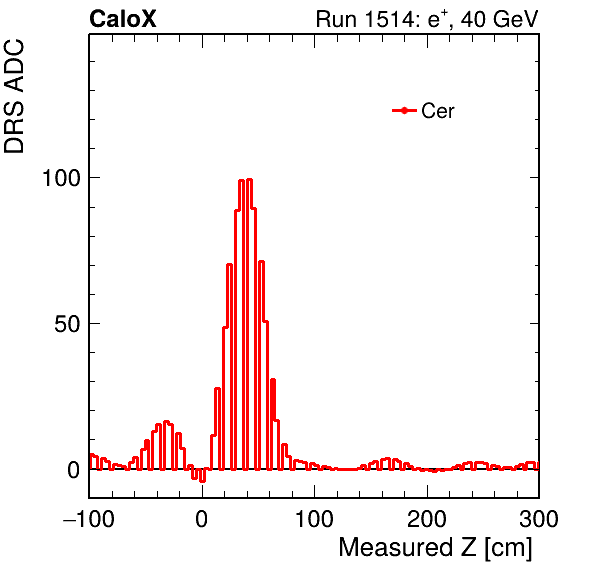 CaloX Run 1514: e⁺, 40 GeV
DRS ADC
Cer
100
50
0
−100 0 100 200 300
Measured Z [cm]